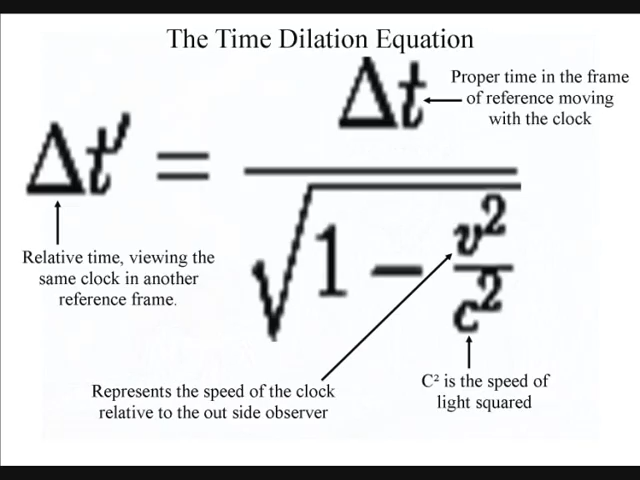 The Time Dilation Equation
Δt
Proper time in the frame
of reference moving
with the clock
Δt′ =
√1 − v²/c²
Relative time, viewing the
same clock in another
reference frame.
Represents the speed of the clock
relative to the out side observer
C² is the speed of
light squared